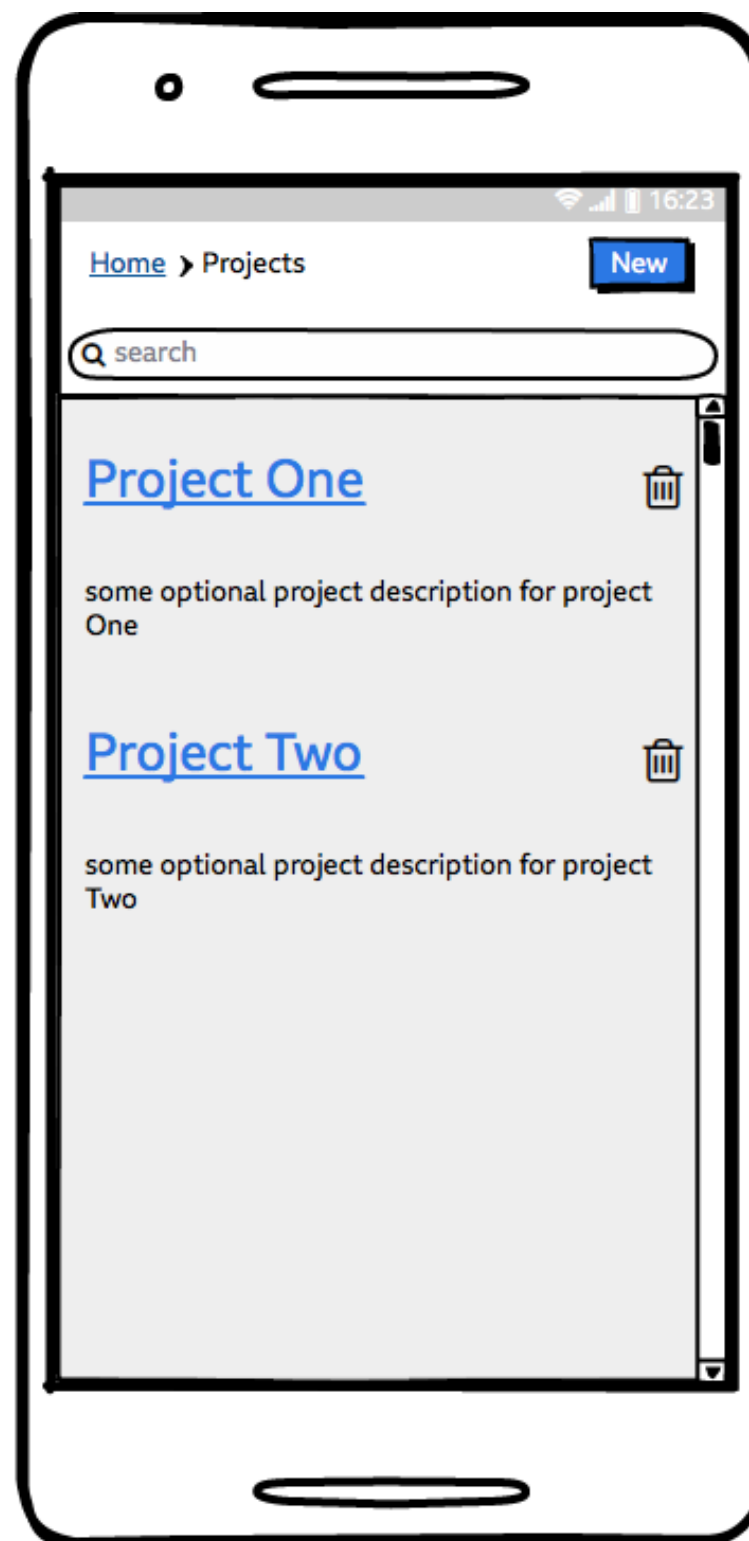 16:23
Home > Projects
New
search
Project One
some optional project description for project
One
Project Two
some optional project description for project
Two